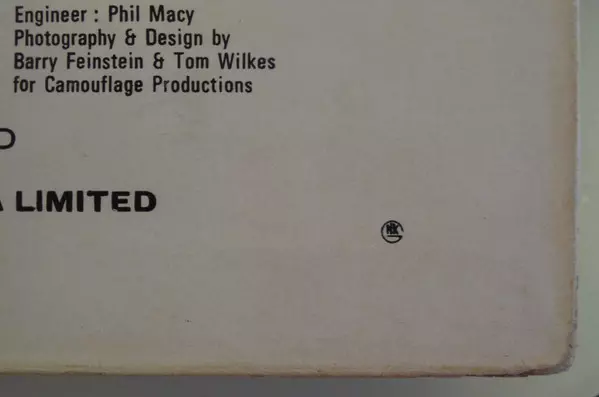 Engineer : Phil Macy
Photography & Design by
Barry Feinstein & Tom Wilkes
for Camouflage Productions
D
A LIMITED